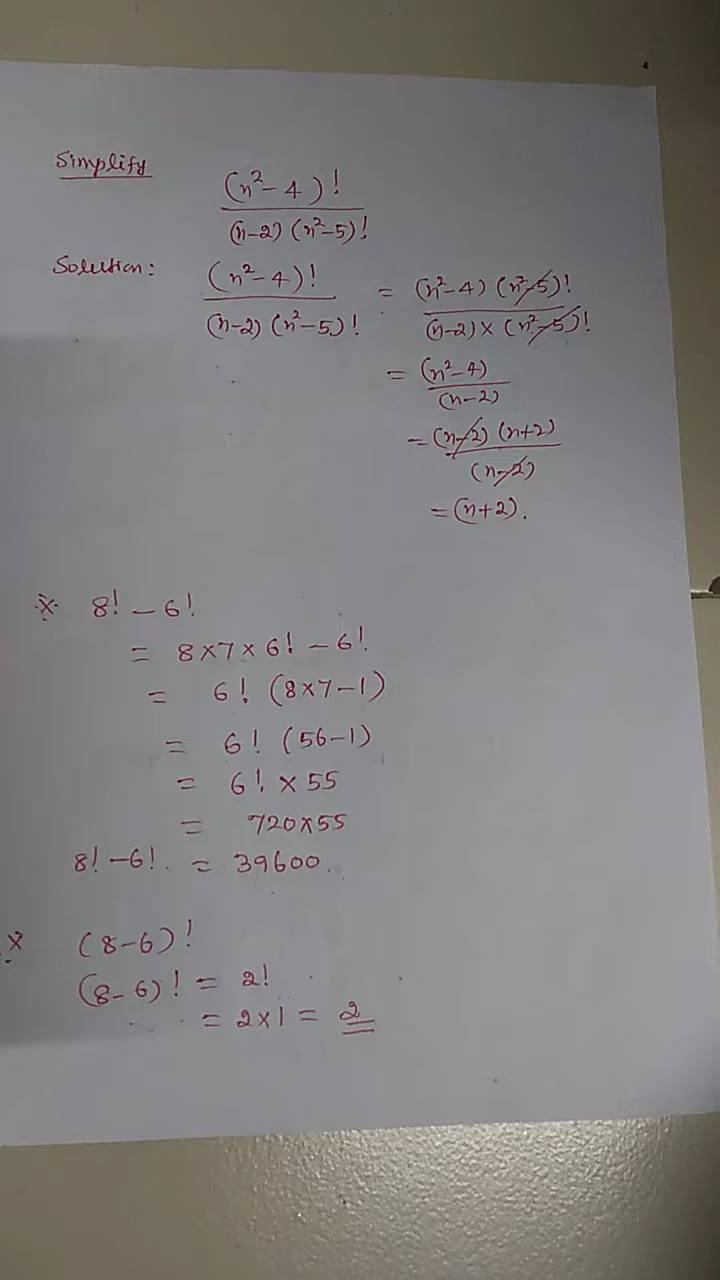 Simplify
(n²-4)!
(n-2) (n²-5)!
Solution: (n²-4)! / (n-2) (n²-5)! = (n²-4) (n²-5)! / (n-2) × (n²-5)!
= (n²-4) / (n-2)
= (n-2) (n+2) / (n-2)
= (n+2).
※ 8! - 6!
= 8×7×6! - 6!
= 6! (8×7-1)
= 6! (56-1)
= 6! × 55
= 720×55
8! - 6! . = 39600.
※ (8-6)!
(8-6)! = 2!
= 2×1 = 2